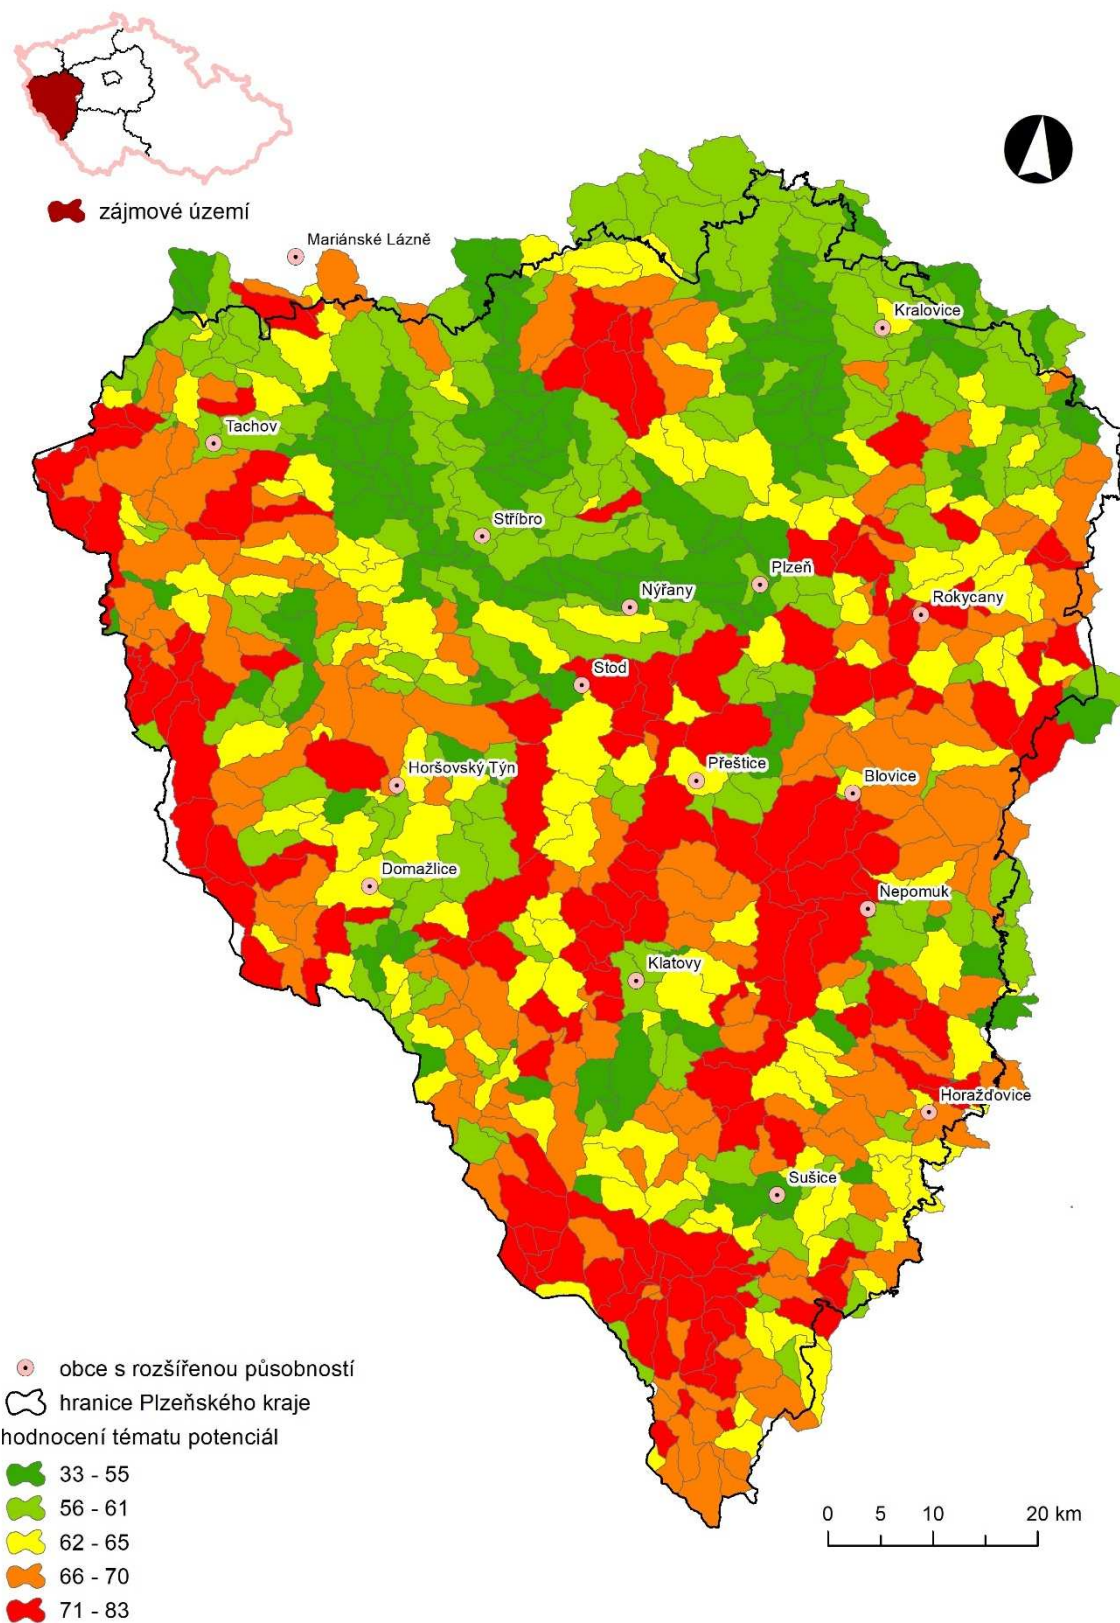 zájmové území
Mariánské Lázně
Kralovice
Tachov
Stříbro
Plzeň
Nýřany
Rokycany
Stod
Horšovský Týn
Přeštice
Blovice
Domažlice
Nepomuk
Klatovy
Horažďovice
Sušice
obce s rozšířenou působností
hranice Plzeňského kraje
hodnocení tématu potenciál
33 - 55
56 - 61
62 - 65
66 - 70
71 - 83
0 5 10 20 km